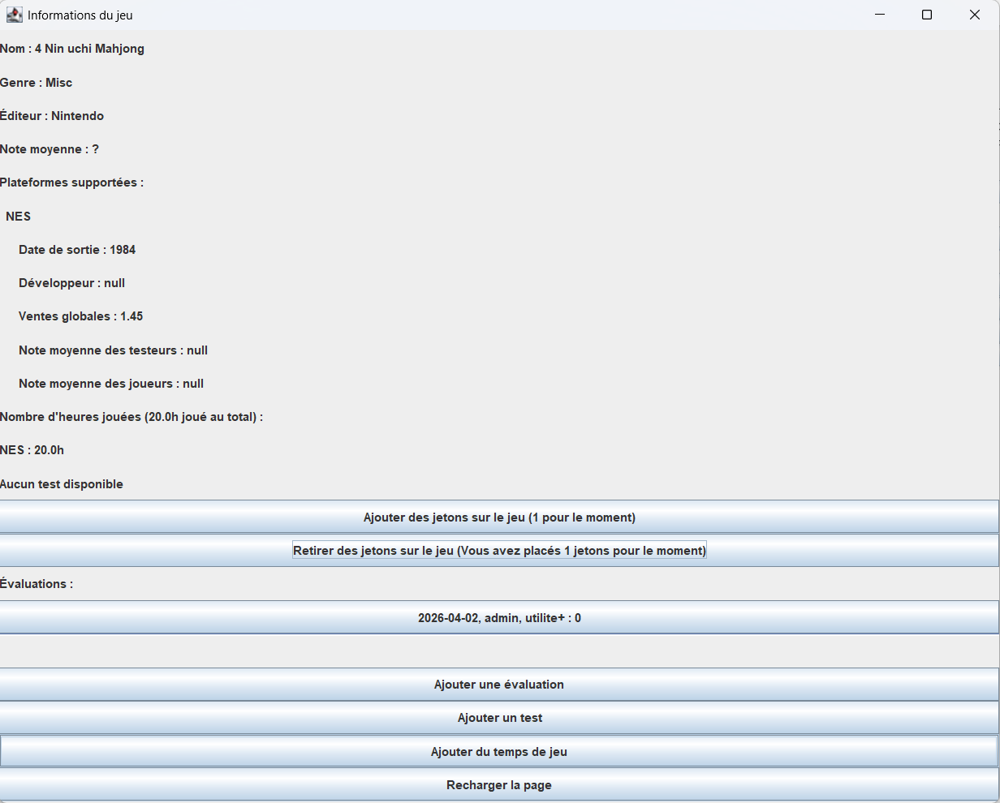 Informations du jeu
Nom : 4 Nin uchi Mahjong
Genre : Misc
Éditeur : Nintendo
Note moyenne : ?
Plateformes supportées :
NES
Date de sortie : 1984
Développeur : null
Ventes globales : 1.45
Note moyenne des testeurs : null
Note moyenne des joueurs : null
Nombre d'heures jouées (20.0h joué au total) :
NES : 20.0h
Aucun test disponible
Ajouter des jetons sur le jeu (1 pour le moment)
Retirer des jetons sur le jeu (Vous avez placés 1 jetons pour le moment)
Évaluations :
2026-04-02, admin, utilite+ : 0
Ajouter une évaluation
Ajouter un test
Ajouter du temps de jeu
Recharger la page